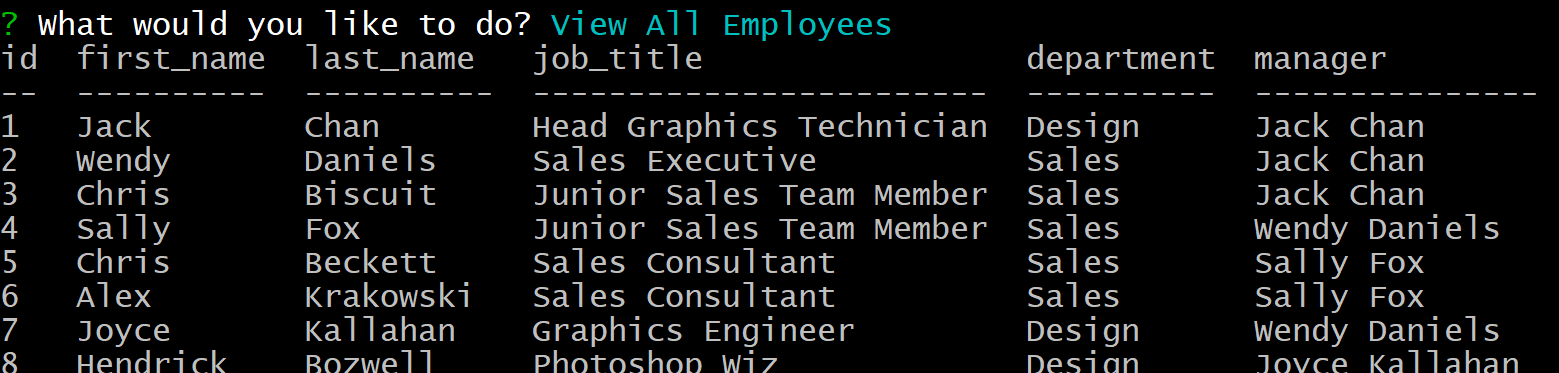 ? What would you like to do? View All Employees
id  first_name  last_name   job_title                 department  manager
--  ----------  ----------  ------------------------  ----------  ---------------
1   Jack        Chan        Head Graphics Technician  Design      Jack Chan
2   Wendy       Daniels     Sales Executive           Sales       Jack Chan
3   Chris       Biscuit     Junior Sales Team Member  Sales       Jack Chan
4   Sally       Fox         Junior Sales Team Member  Sales       Wendy Daniels
5   Chris       Beckett     Sales Consultant          Sales       Sally Fox
6   Alex        Krakowski   Sales Consultant          Sales       Sally Fox
7   Joyce       Kallahan    Graphics Engineer         Design      Wendy Daniels
8   Hendrick    Bozwell     Photoshop Wiz             Design      Joyce Kallahan